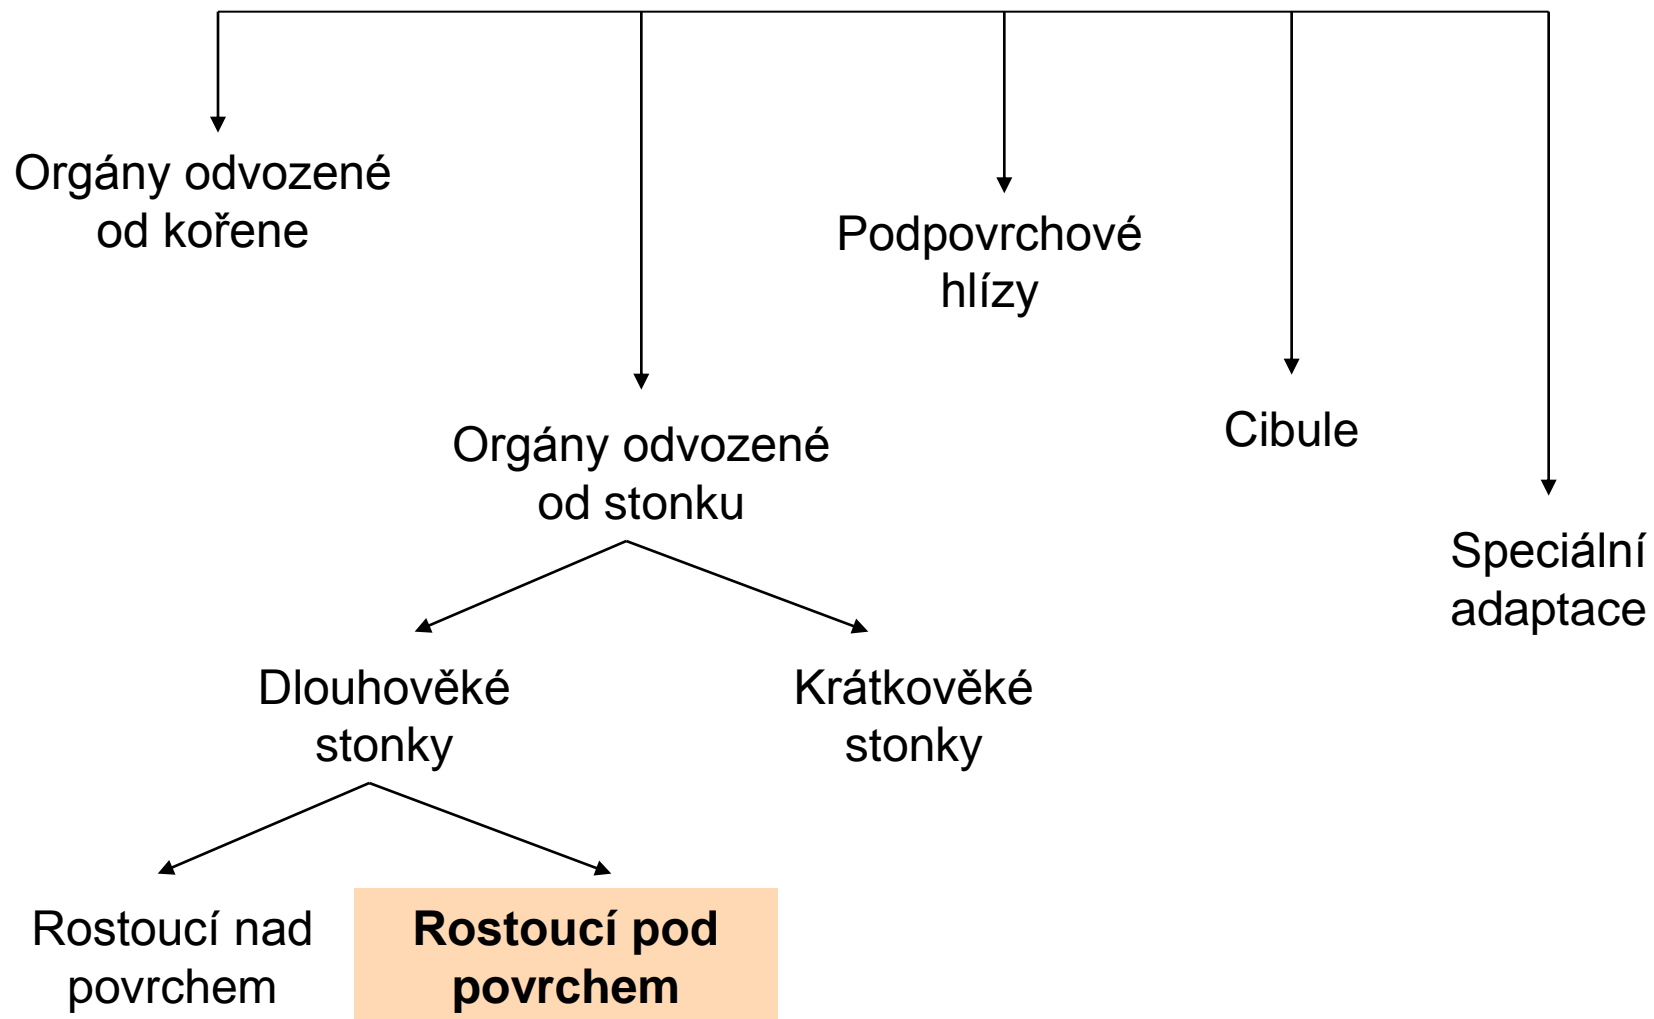 Orgány odvozené
od kořene
Podpovrchové
hlízy
Orgány odvozené
od stonku
Cibule
Speciální
adaptace
Dlouhověké
stonky
Krátkověké
stonky
Rostoucí nad
povrchem
Rostoucí pod
povrchem